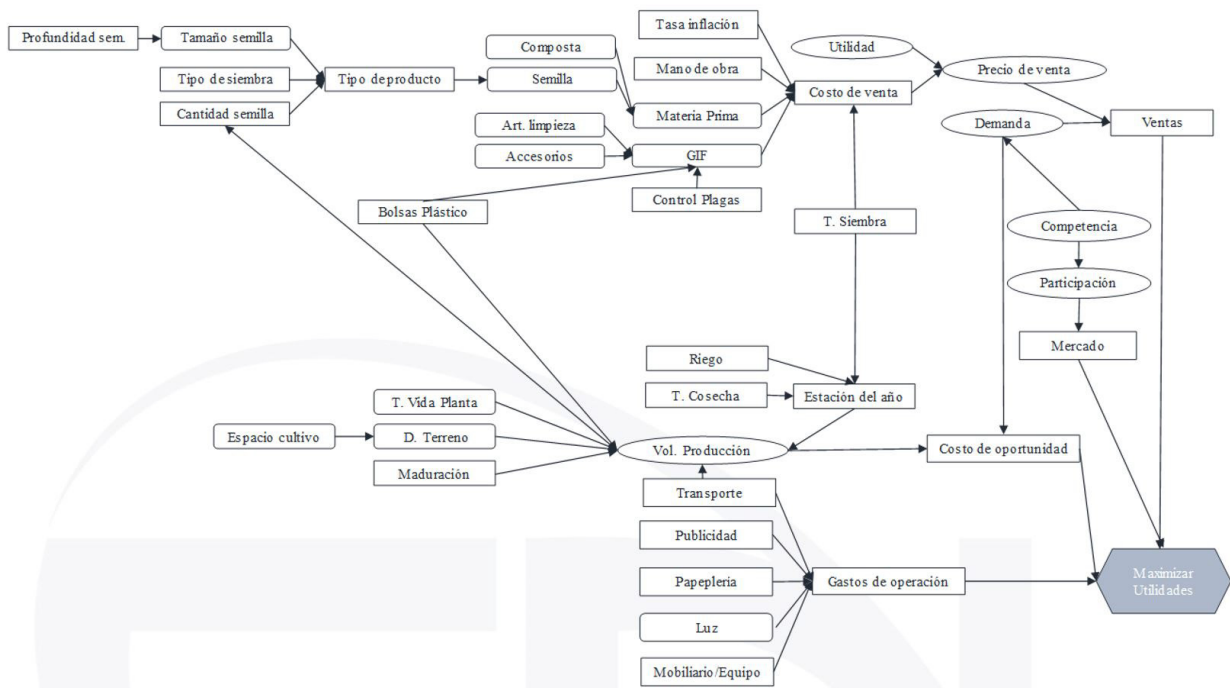 Tasa inflación
Profundidad sem.
Tamaño semilla
Composta
Utilidad
Tipo de siembra
Tipo de producto
Semilla
Mano de obra
Precio de venta
Cantidad semilla
Materia Prima
Costo de venta
Art. limpieza
Demanda
Ventas
Accesorios
GIF
Bolsas Plástico
Control Plagas
T. Siembra
Competencia
Participación
Mercado
Riego
T. Cosecha
Estación del año
T. Vida Planta
Espacio cultivo
D. Terreno
Vol. Producción
Costo de oportunidad
Maduración
Transporte
Publicidad
Papepleria
Gastos de operación
Maximizar
Utilidades
Luz
Mobiliario/Equipo